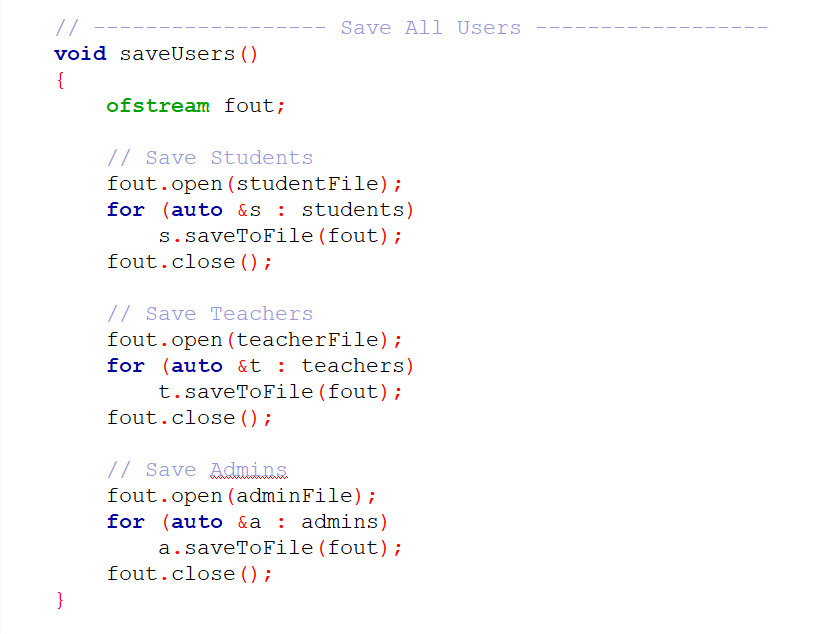 // ------------------ Save All Users ------------------
void saveUsers()
{
    ofstream fout;

    // Save Students
    fout.open(studentFile);
    for (auto &s : students)
        s.saveToFile(fout);
    fout.close();

    // Save Teachers
    fout.open(teacherFile);
    for (auto &t : teachers)
        t.saveToFile(fout);
    fout.close();

    // Save Admins
    fout.open(adminFile);
    for (auto &a : admins)
        a.saveToFile(fout);
    fout.close();
}